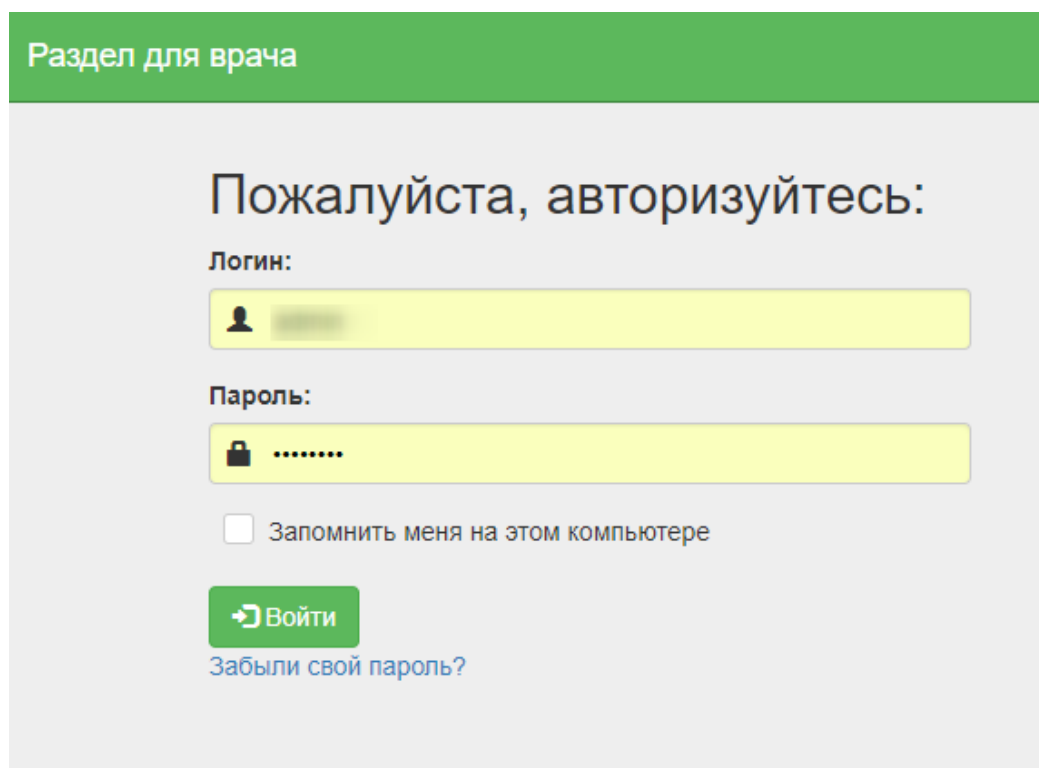 Раздел для врача
Пожалуйста, авторизуйтесь:
Логин:
Пароль:
••••••••
Запомнить меня на этом компьютере
Войти
Забыли свой пароль?